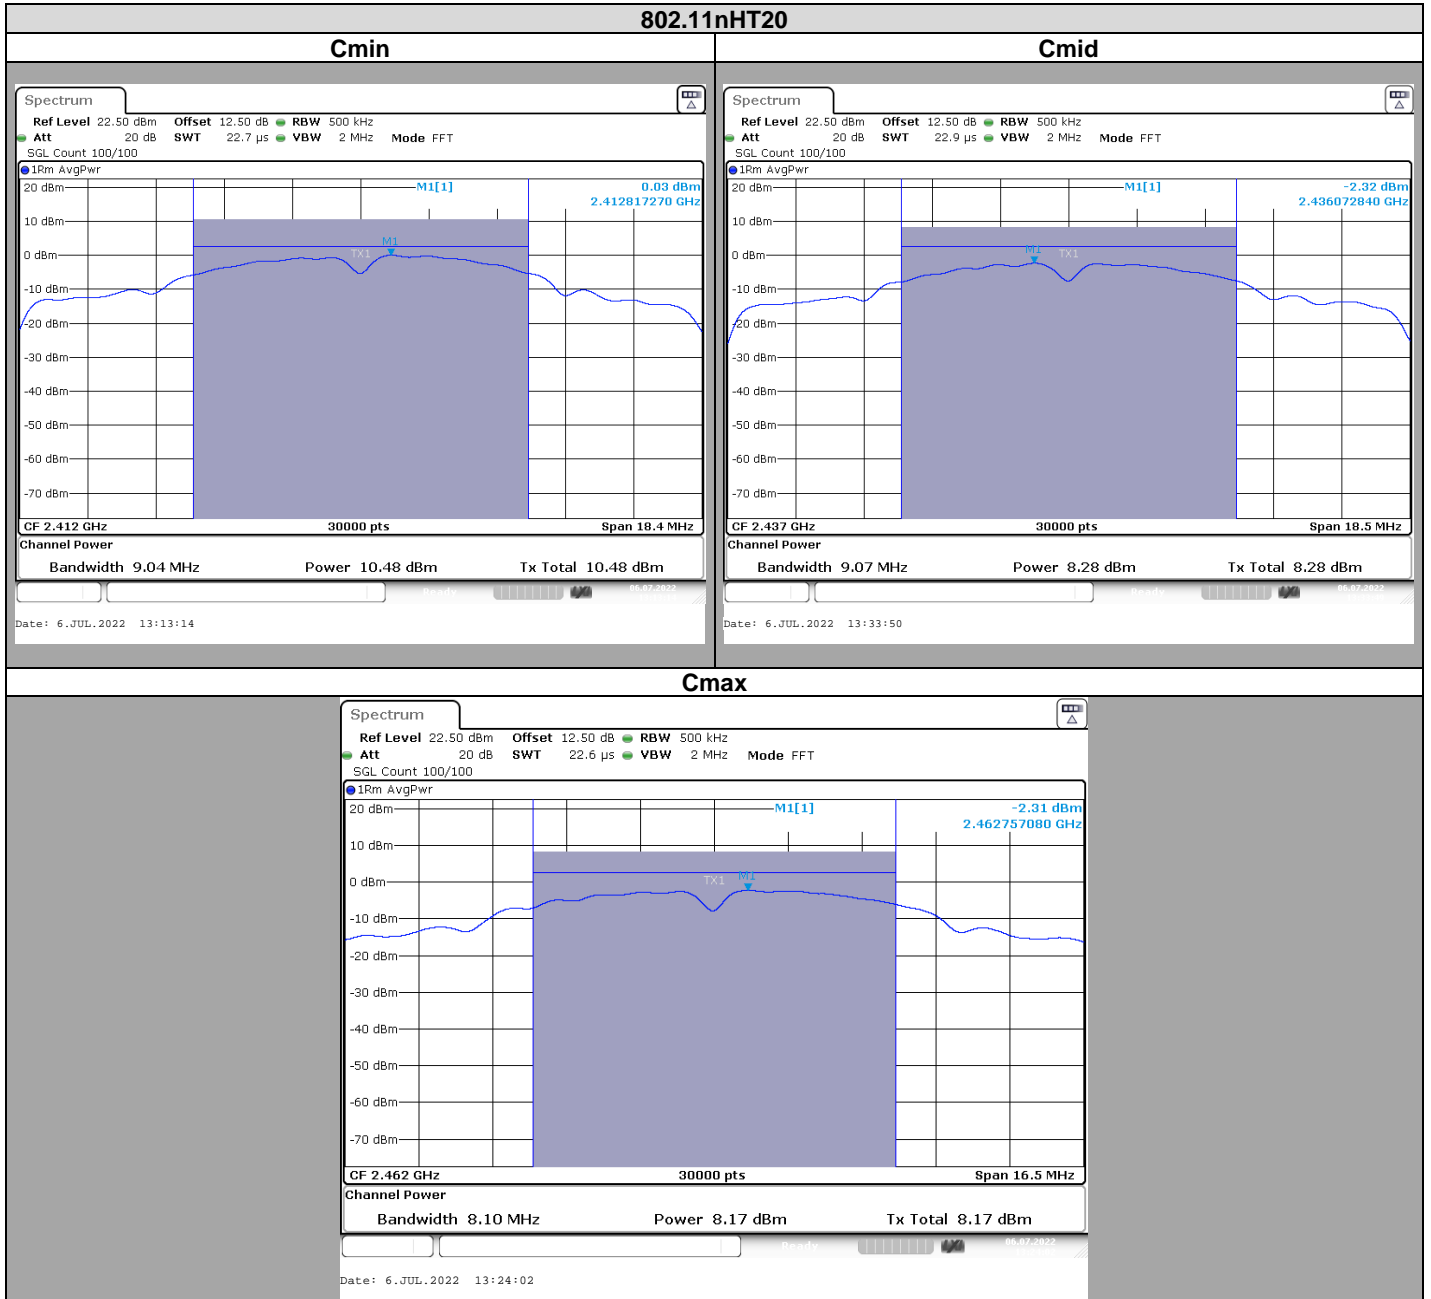 802.11nHT20
Cmin
Spectrum
Ref Level 22.50 dBm Offset 12.50 dB RBW 500 kHz
Att 20 dB SWT 22.7 µs VBW 2 MHz Mode FFT
SGL Count 100/100
1Rm AvgPwr
M1[1] 0.03 dBm
2.412817270 GHz
20 dBm
10 dBm
0 dBm
-10 dBm
-20 dBm
-30 dBm
-40 dBm
-50 dBm
-60 dBm
-70 dBm
TX1
M1
CF 2.412 GHz 30000 pts Span 18.4 MHz
Channel Power
Bandwidth 9.04 MHz Power 10.48 dBm Tx Total 10.48 dBm
Ready 06.07.2022
Date: 6.JUL.2022 13:13:14
Cmid
Spectrum
Ref Level 22.50 dBm Offset 12.50 dB RBW 500 kHz
Att 20 dB SWT 22.9 µs VBW 2 MHz Mode FFT
SGL Count 100/100
1Rm AvgPwr
M1[1] -2.32 dBm
2.436072840 GHz
20 dBm
10 dBm
0 dBm
-10 dBm
-20 dBm
-30 dBm
-40 dBm
-50 dBm
-60 dBm
-70 dBm
M1
TX1
CF 2.437 GHz 30000 pts Span 18.5 MHz
Channel Power
Bandwidth 9.07 MHz Power 8.28 dBm Tx Total 8.28 dBm
Ready 06.07.2022
Date: 6.JUL.2022 13:33:50
Cmax
Spectrum
Ref Level 22.50 dBm Offset 12.50 dB RBW 500 kHz
Att 20 dB SWT 22.6 µs VBW 2 MHz Mode FFT
SGL Count 100/100
1Rm AvgPwr
M1[1] -2.31 dBm
2.462757080 GHz
20 dBm
10 dBm
0 dBm
-10 dBm
-20 dBm
-30 dBm
-40 dBm
-50 dBm
-60 dBm
-70 dBm
TX1
M1
CF 2.462 GHz 30000 pts Span 16.5 MHz
Channel Power
Bandwidth 8.10 MHz Power 8.17 dBm Tx Total 8.17 dBm
Ready 06.07.2022
Date: 6.JUL.2022 13:24:02